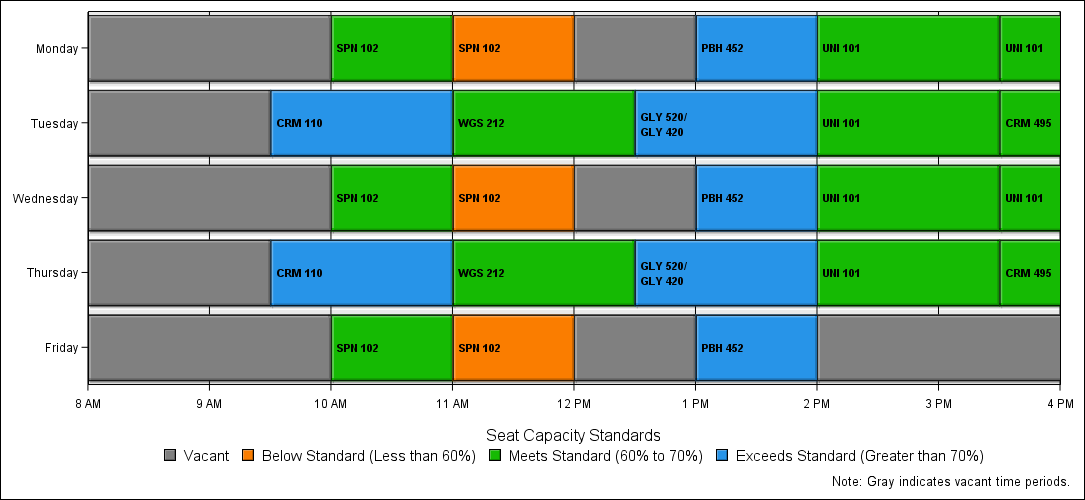 Monday
SPN 102
SPN 102
PBH 452
UNI 101
UNI 101
Tuesday
CRM 110
WGS 212
GLY 520/
GLY 420
UNI 101
CRM 495
Wednesday
SPN 102
SPN 102
PBH 452
UNI 101
UNI 101
Thursday
CRM 110
WGS 212
GLY 520/
GLY 420
UNI 101
CRM 495
Friday
SPN 102
SPN 102
PBH 452
8 AM 9 AM 10 AM 11 AM 12 PM 1 PM 2 PM 3 PM 4 PM
Seat Capacity Standards
Vacant Below Standard (Less than 60%) Meets Standard (60% to 70%) Exceeds Standard (Greater than 70%)
Note: Gray indicates vacant time periods.